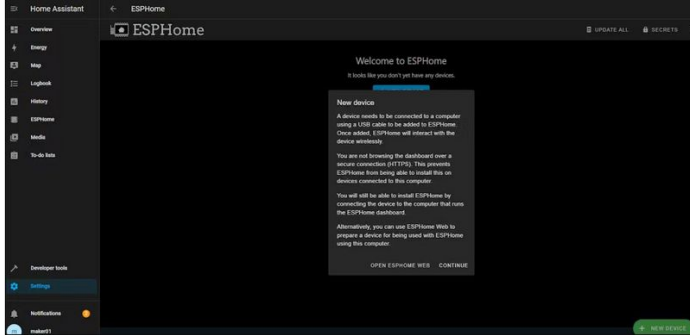 Home Assistant
ESPHome
Overview
Energy
Map
Logbook
History
ESPHome
Media
To-do lists
Developer tools
Settings
Notifications
m
maker01
ESPHome
UPDATE ALL
SECRETS
Welcome to ESPHome
It looks like you don't yet have any devices.
New device
A device needs to be connected to a computer
using a USB cable to be added to ESPHome.
Once added, ESPHome will interact with the
device wirelessly.
You are not browsing the dashboard over a
secure connection (HTTPS). This prevents
ESPHome from being able to install this on
devices connected to this computer.
You will still be able to install ESPHome by
connecting the device to the computer that runs
the ESPHome dashboard.
Alternatively, you can use ESPHome Web to
prepare a device for being used with ESPHome
using this computer.
OPEN ESPHOME WEB CONTINUE
+ NEW DEVICE